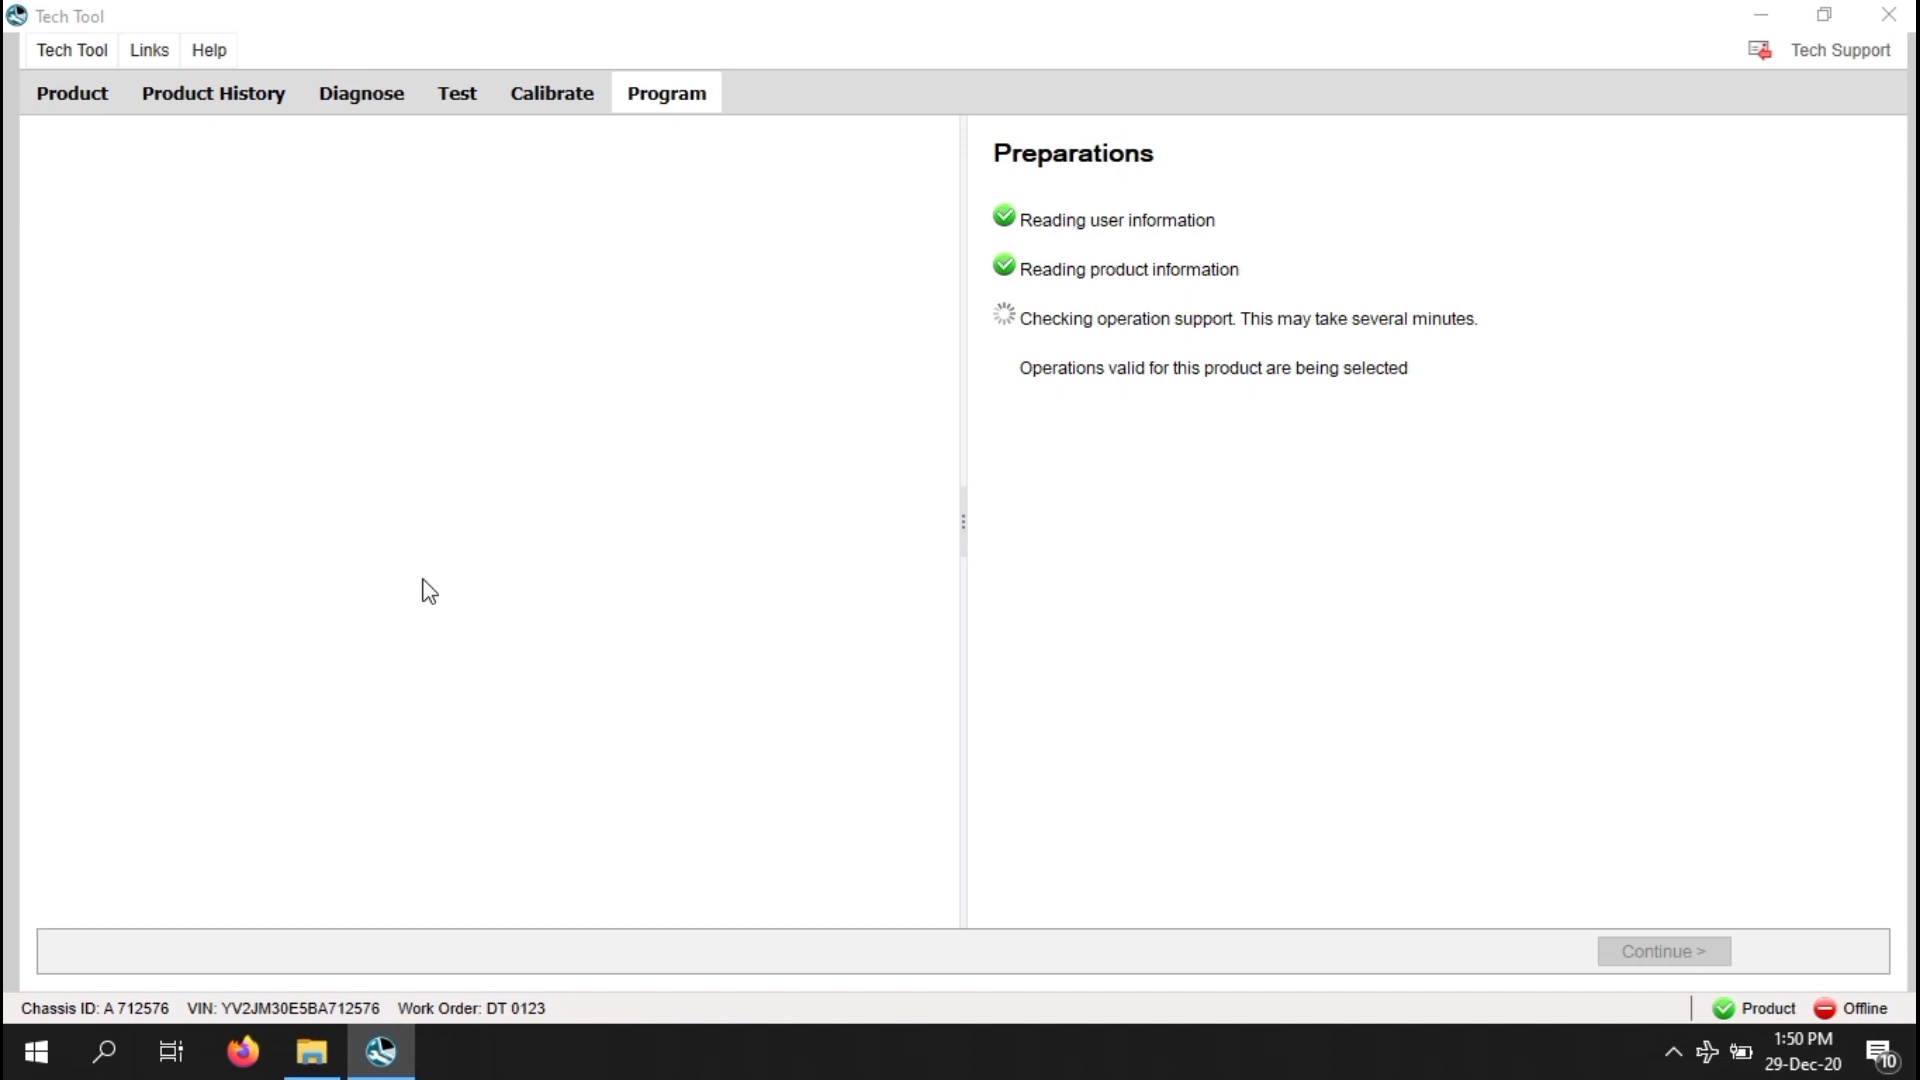 Tech Tool
Tech Tool Links Help Tech Support
Product Product History Diagnose Test Calibrate Program
Preparations
Reading user information
Reading product information
Checking operation support. This may take several minutes.
Operations valid for this product are being selected
Continue >
Chassis ID: A 712576 VIN: YV2JM30E5BA712576 Work Order: DT 0123 Product Offline
1:50 PM
29-Dec-20
10